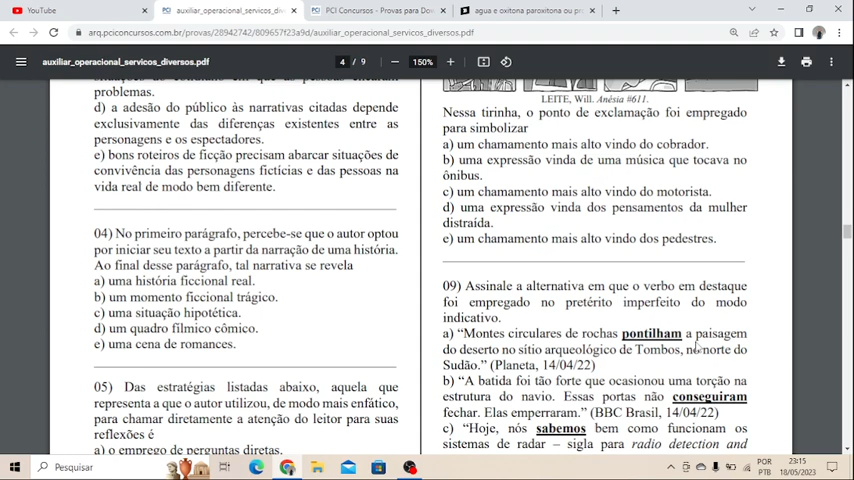 YouTube
auxiliar_operacional_servicos_dive
PCI Concursos - Provas para Dow
agua e oxitona paroxitona ou pr
arq.pciconcursos.com.br/provas/28942742/809657f23a9d/auxiliar_operacional_servicos_diversos.pdf
auxiliar_operacional_servicos_diversos.pdf
4 / 9
150%
problemas.
d) a adesão do público às narrativas citadas depende
exclusivamente das diferenças existentes entre as
personagens e os espectadores.
e) bons roteiros de ficção precisam abarcar situações de
convivência das personagens fictícias e das pessoas na
vida real de modo bem diferente.
04) No primeiro parágrafo, percebe-se que o autor optou
por iniciar seu texto a partir da narração de uma história.
Ao final desse parágrafo, tal narrativa se revela
a) uma história ficcional real.
b) um momento ficcional trágico.
c) uma situação hipotética.
d) um quadro fílmico cômico.
e) uma cena de romances.
05) Das estratégias listadas abaixo, aquela que
representa a que o autor utilizou, de modo mais enfático,
para chamar diretamente a atenção do leitor para suas
reflexões é
a) o emprego de perguntas diretas.
LEITE, Will. Anésia #611.
Nessa tirinha, o ponto de exclamação foi empregado
para simbolizar
a) um chamamento mais alto vindo do cobrador.
b) uma expressão vinda de uma música que tocava no
ônibus.
c) um chamamento mais alto vindo do motorista.
d) uma expressão vinda dos pensamentos da mulher
distraída.
e) um chamamento mais alto vindo dos pedestres.
09) Assinale a alternativa em que o verbo em destaque
foi empregado no pretérito imperfeito do modo
indicativo.
a) “Montes circulares de rochas pontilham a paisagem
do deserto no sítio arqueológico de Tombos, no norte do
Sudão.” (Planeta, 14/04/22)
b) “A batida foi tão forte que ocasionou uma torção na
estrutura do navio. Essas portas não conseguiram
fechar. Elas emperraram.” (BBC Brasil, 14/04/22)
c) “Hoje, nós sabemos bem como funcionam os
sistemas de radar – sigla para radio detection and
Pesquisar
POR
PTB
23:15
18/05/2023